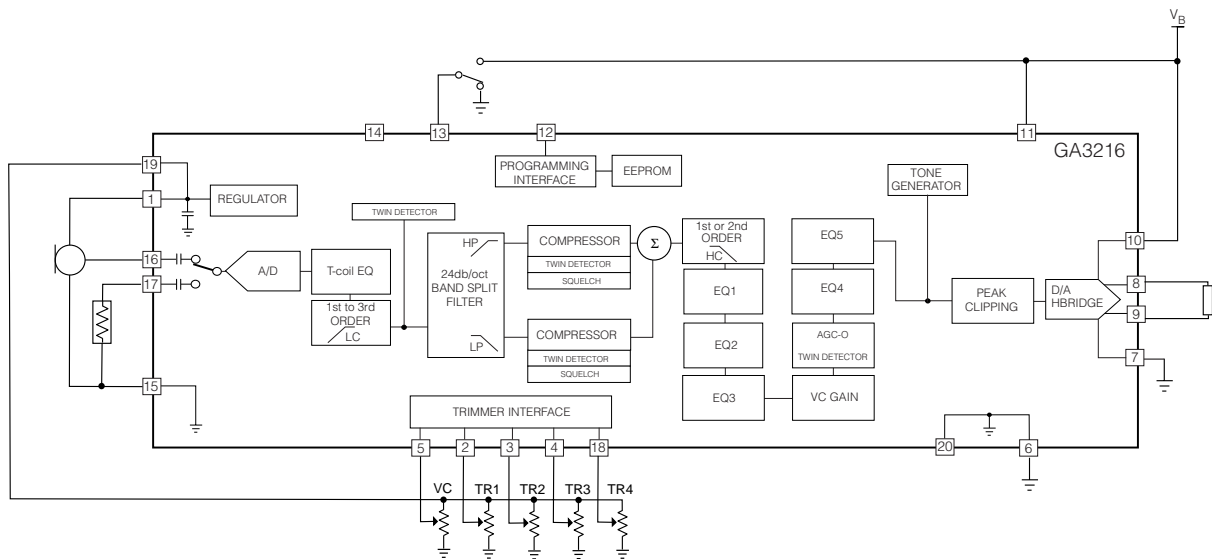 VB
14
13
12
11
GA3216
19
1
16
17
15
REGULATOR
A/D
T-coil EQ
1st to 3rd
ORDER
LC
TWIN DETECTOR
HP
24db/oct
BAND SPLIT
FILTER
LP
PROGRAMMING
INTERFACE
EEPROM
COMPRESSOR
TWIN DETECTOR
SQUELCH
COMPRESSOR
TWIN DETECTOR
SQUELCH
Σ
1st or 2nd
ORDER
HC
EQ1
EQ2
EQ3
EQ5
EQ4
AGC-O
TWIN DETECTOR
VC GAIN
TONE
GENERATOR
PEAK
CLIPPING
D/A
HBRIDGE
10
8
9
7
TRIMMER INTERFACE
5
2
3
4
18
20
6
VC
TR1
TR2
TR3
TR4